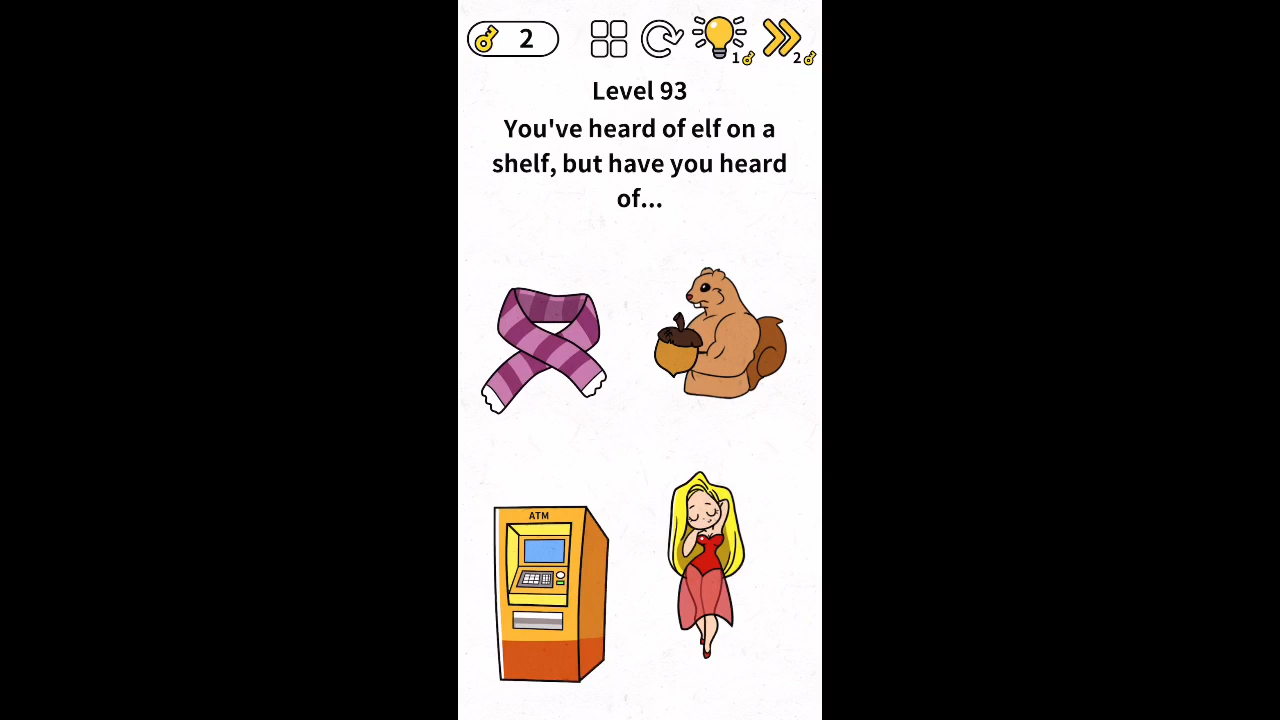 2
1
2
Level 93
You've heard of elf on a
shelf, but have you heard
of...
ATM